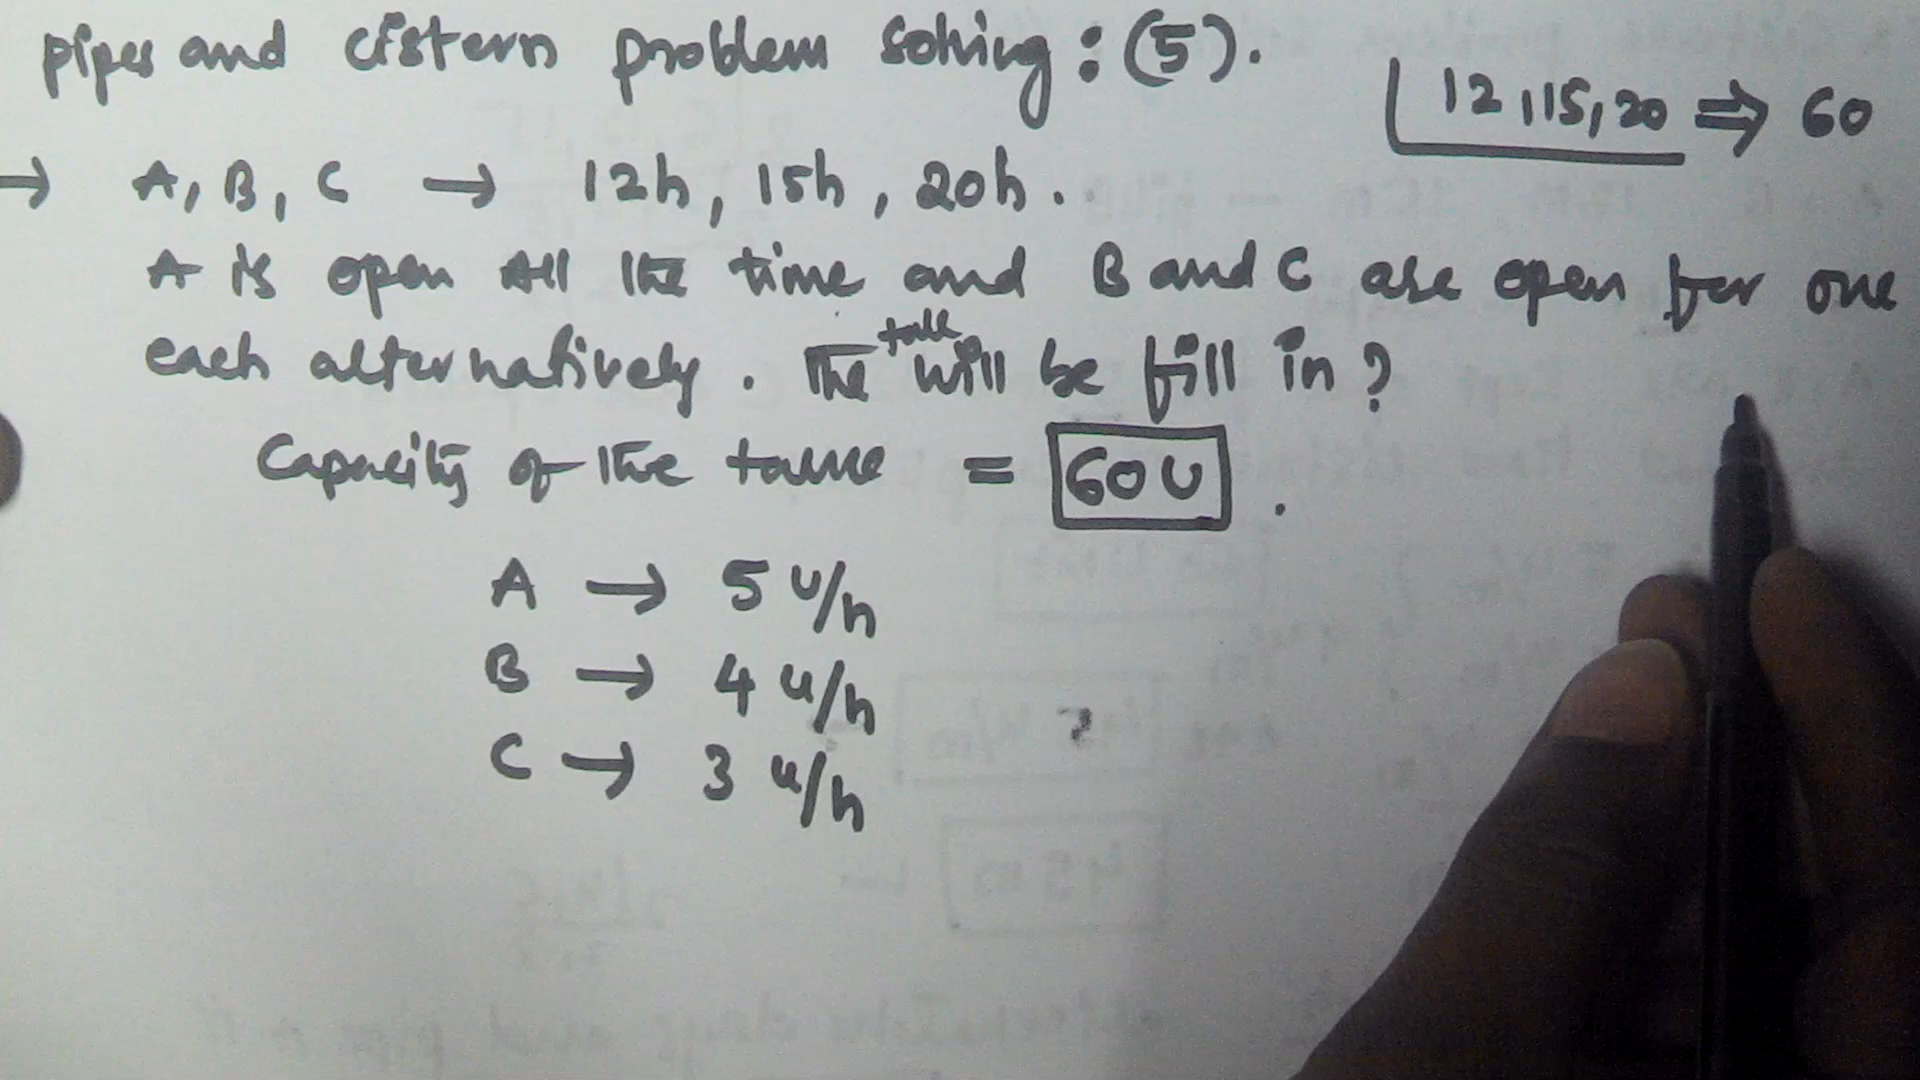 pipes and cistern problem solving : (5).
12, 15, 20 ⇒ 60
→ A, B, C → 12h, 15h, 20h.
A is open All the time and B and C are open for one
each alternatively. The tank will be fill in ?
Capacity of the tank = 60U.
A → 5 u/h
B → 4 u/h
C → 3 u/h